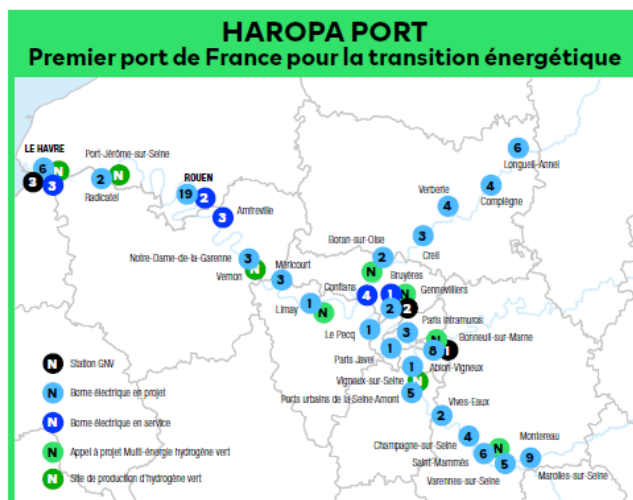 HAROPA PORT
Premier port de France pour la transition énergétique
LE HAVRE
6
N
3
3
Port-Jérôme-sur-Seine
2
N
Radicatel
ROUEN
19
2
3
Amfreville
6
Longueil-Annel
4
Compiègne
Verberie
4
3
Creil
Boran-sur-Oise
2
N
Notre-Dame-de-la-Garenne
3
N
Vernon
Méricourt
3
Limay
1
N
Conflans
4
Bruyères
1
N
Gennevilliers
2
2
Le Pecq
1
Paris Intramuros
3
N
Bonneuil-sur-Marne
8
1
Paris Javel
1
Ablon-Vigneux
1
Vigneux-sur-Seine
N
Ports urbains de la Seine Amont
5
Vives-Eaux
2
Champagne-sur-Seine
4
Saint-Mammès
6
N
Varennes-sur-Seine
5
Montereau
9
Marolles-sur-Seine
N Station GNV
N Borne électrique en projet
N Borne électrique en service
N Appel à projet Multi-énergie hydrogène vert
N Site de production d'hydrogène vert